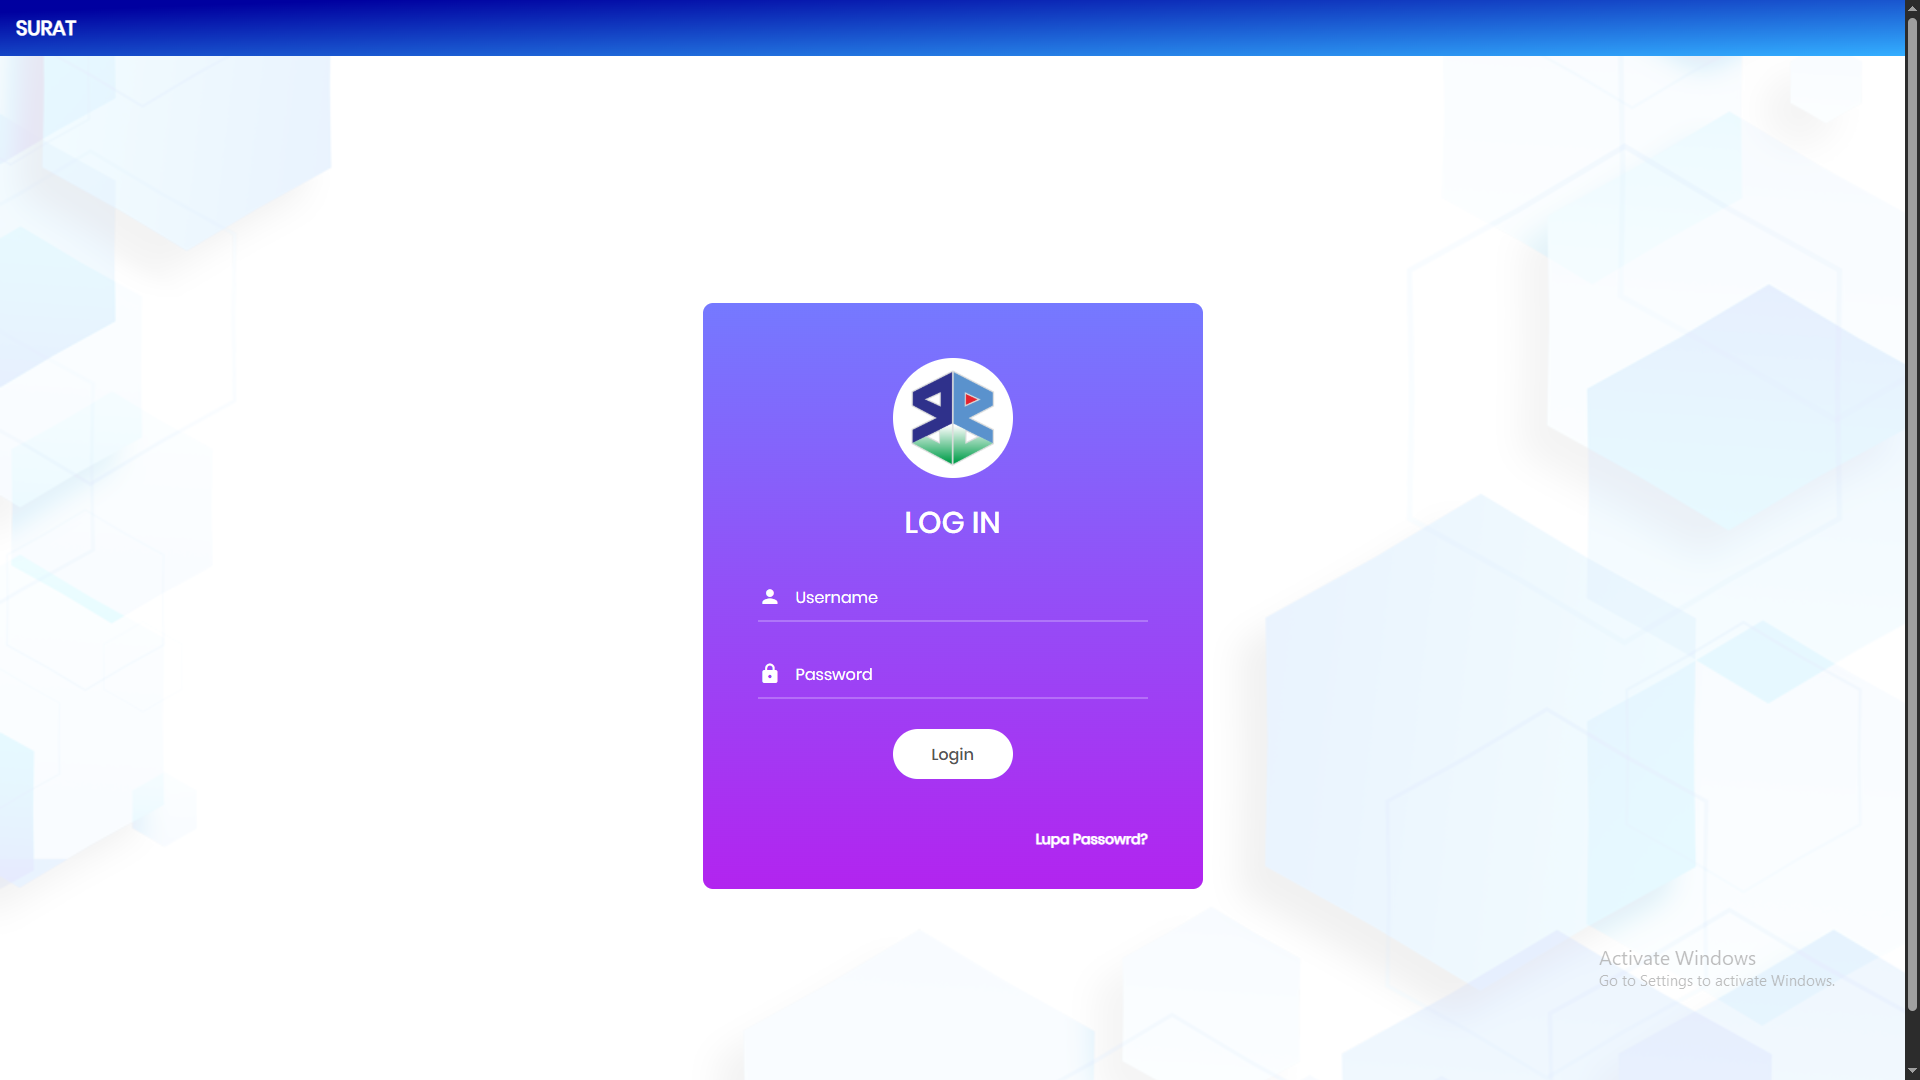 SURAT
LOG IN
Username
Password
Login
Lupa Passowrd?
Activate Windows
Go to Settings to activate Windows.